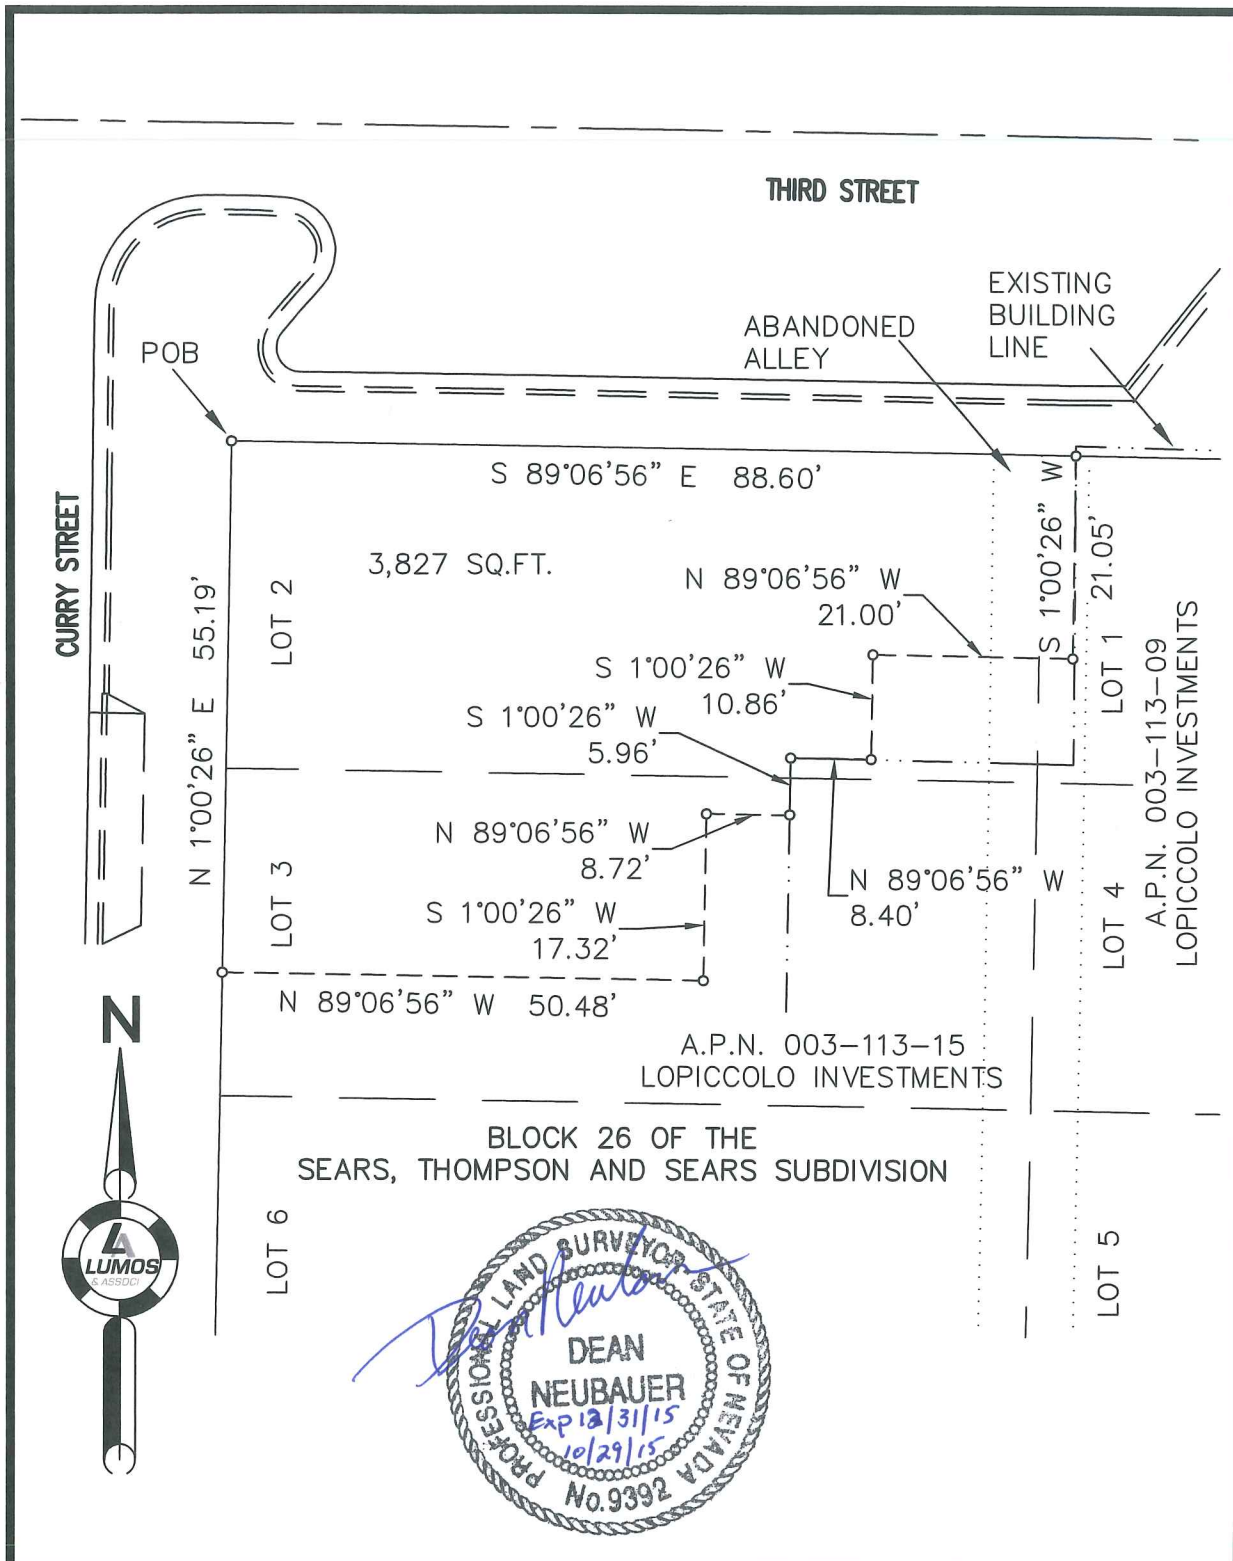 THIRD STREET
EXISTING
BUILDING
LINE
ABANDONED
ALLEY
POB
S 89°06'56" E 88.60'
CURRY STREET
N 1°00'26" E 55.19'
LOT 2
3,827 SQ.FT.
N 89°06'56" W
21.00'
S 1°00'26" W
21.05'
LOT 1
S 1°00'26" W
10.86'
S 1°00'26" W
5.96'
A.P.N. 003-113-09
LOPICCOLO INVESTMENTS
N 89°06'56" W
8.72'
N 89°06'56" W
8.40'
LOT 3
S 1°00'26" W
17.32'
LOT 4
N 89°06'56" W 50.48'
N
A.P.N. 003-113-15
LOPICCOLO INVESTMENTS
BLOCK 26 OF THE
SEARS, THOMPSON AND SEARS SUBDIVISION
LOT 6
LOT 5
LA
LUMOS
& ASSOCI
PROFESSIONAL LAND SURVEYOR STATE OF NEVADA
Dean Neubauer
DEAN
NEUBAUER
Exp 12/31/15
10/29/15
No. 9392